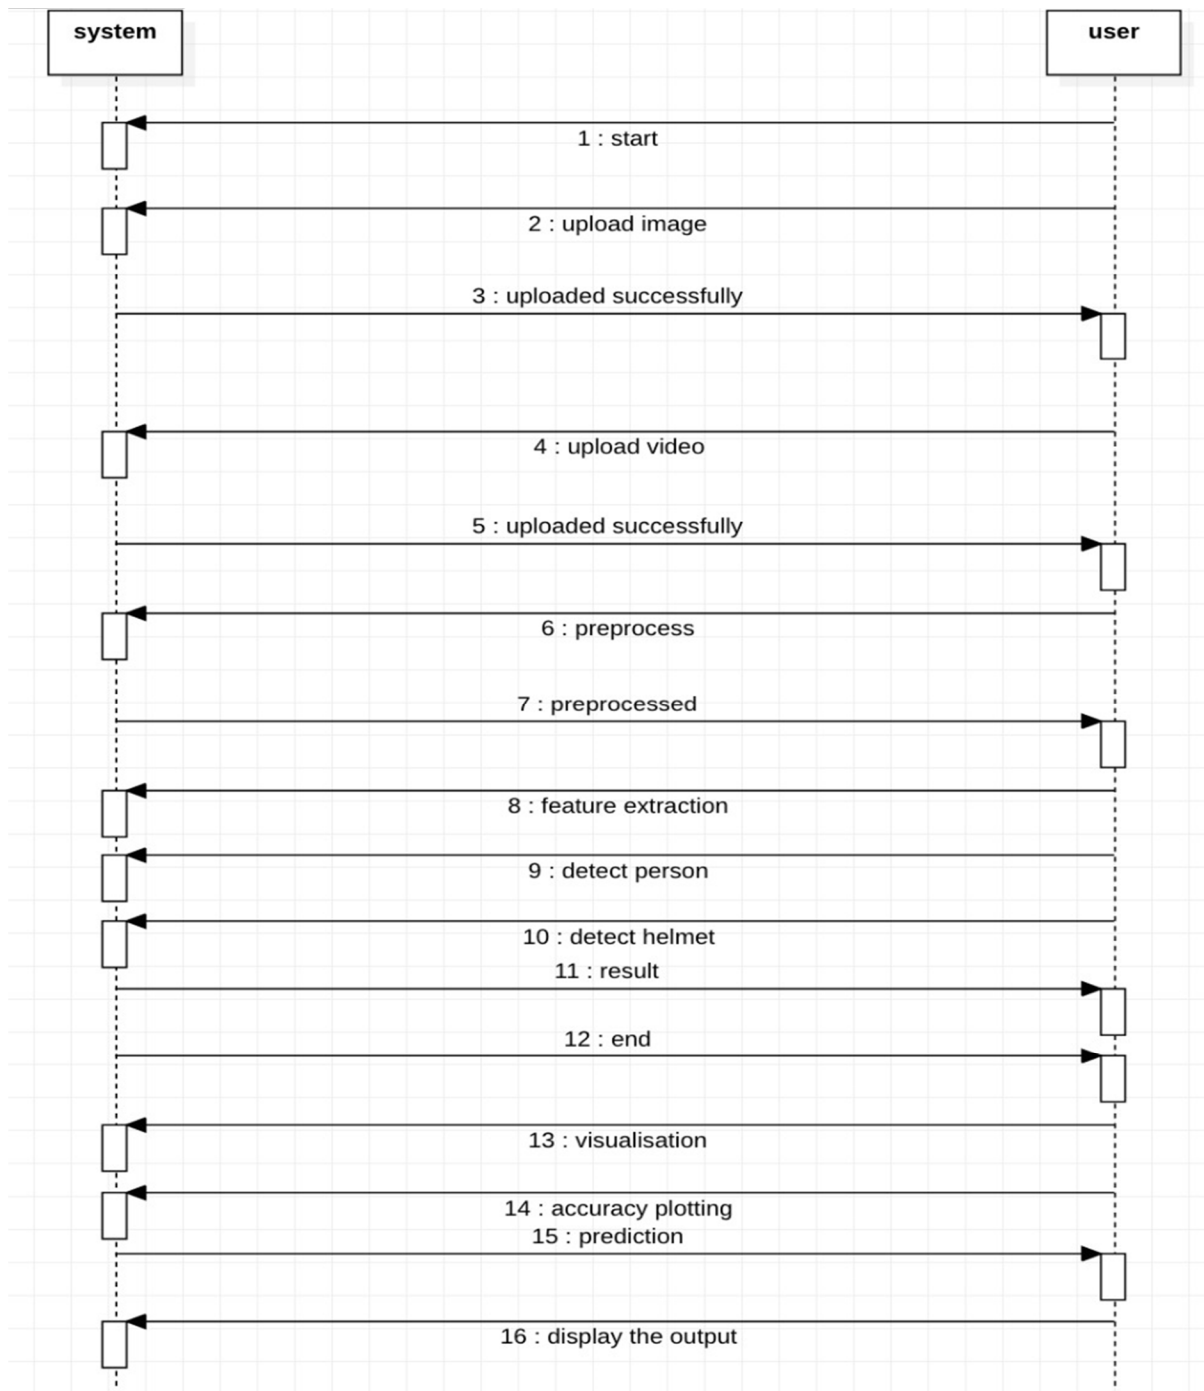 system
user
1 : start
2 : upload image
3 : uploaded successfully
4 : upload video
5 : uploaded successfully
6 : preprocess
7 : preprocessed
8 : feature extraction
9 : detect person
10 : detect helmet
11 : result
12 : end
13 : visualisation
14 : accuracy plotting
15 : prediction
16 : display the output